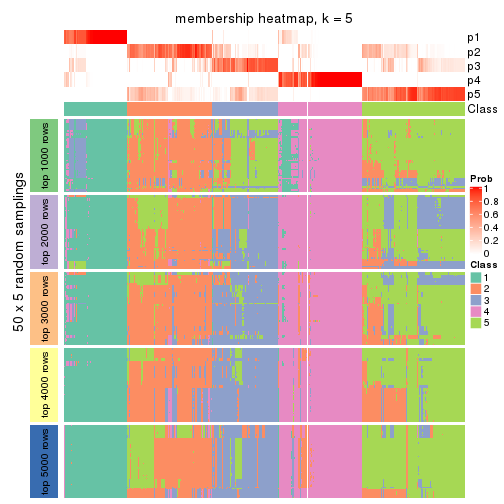 membership heatmap, k = 5
p1
p2
p3
p4
p5
Class
50 x 5 random samplings
top 1000 rows
top 2000 rows
top 3000 rows
top 4000 rows
top 5000 rows
Prob
1
0.8
0.6
0.4
0.2
0
Class
1
2
3
4
5